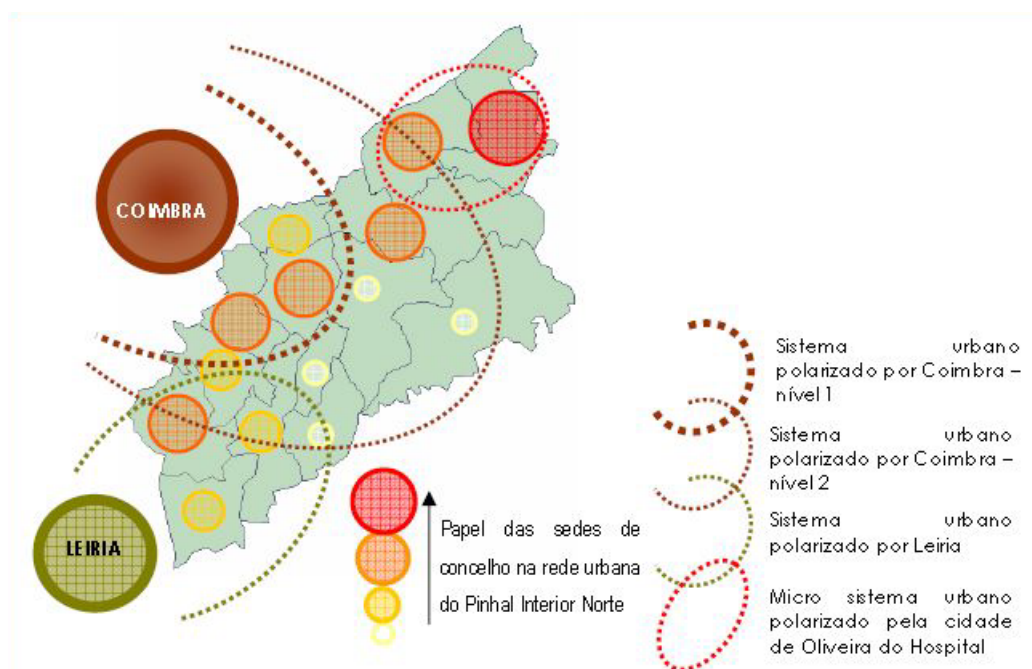 COIMBRA
LEIRIA
Papel das sedes de
concelho na rede urbana
do Pinhal Interior Norte
Sistema urbano
polarizado por Coimbra –
nível 1
Sistema urbano
polarizado por Coimbra –
nível 2
Sistema urbano
polarizado por Leiria
Micro sistema urbano
polarizado pela cidade
de Oliveira do Hospital